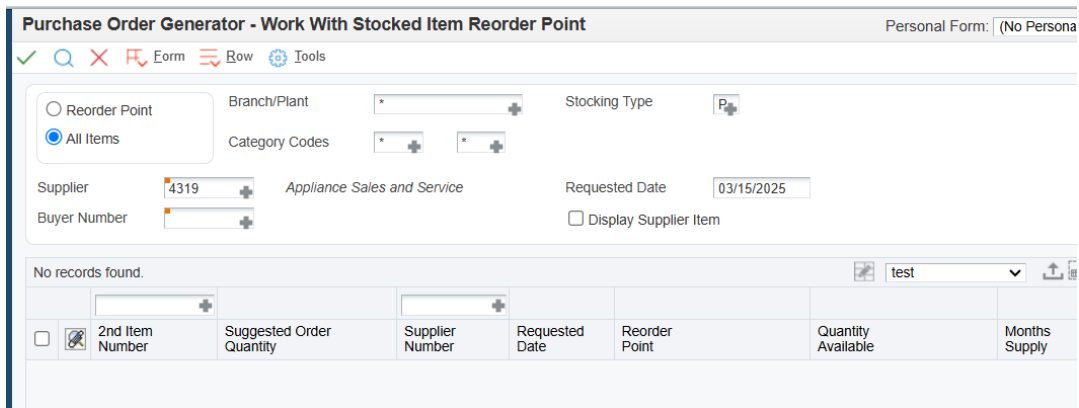 Purchase Order Generator - Work With Stocked Item Reorder Point
Personal Form: (No Persona
Form Row Tools
Reorder Point
All Items
Branch/Plant *
Stocking Type P
Category Codes * *
Supplier 4319 Appliance Sales and Service
Requested Date 03/15/2025
Buyer Number
Display Supplier Item
No records found.
test
2nd Item Number
Suggested Order Quantity
Supplier Number
Requested Date
Reorder Point
Quantity Available
Months Supply